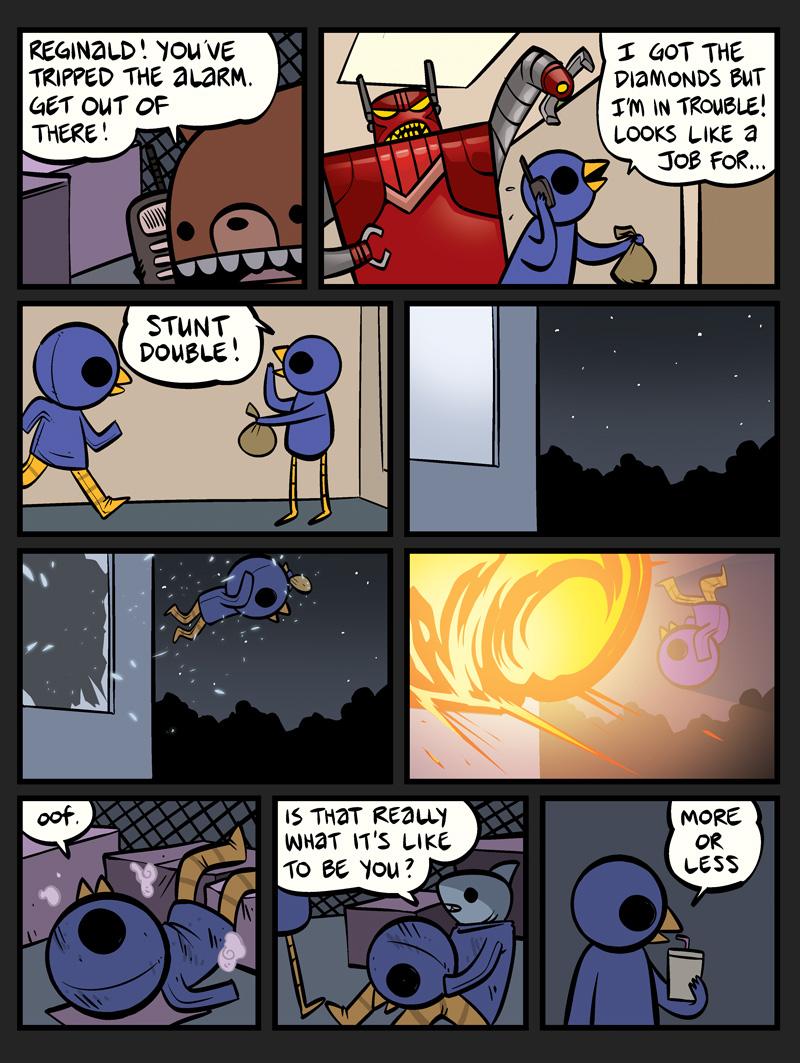 REGINALD! YOU'VE
TRIPPED THE ALARM.
GET OUT OF
THERE!
I GOT THE
DIAMONDS BUT
I'M IN TROUBLE!
LOOKS LIKE A
JOB FOR...
STUNT
DOUBLE!
OOF.
IS THAT REALLY
WHAT IT'S LIKE
TO BE YOU?
MORE
OR
LESS